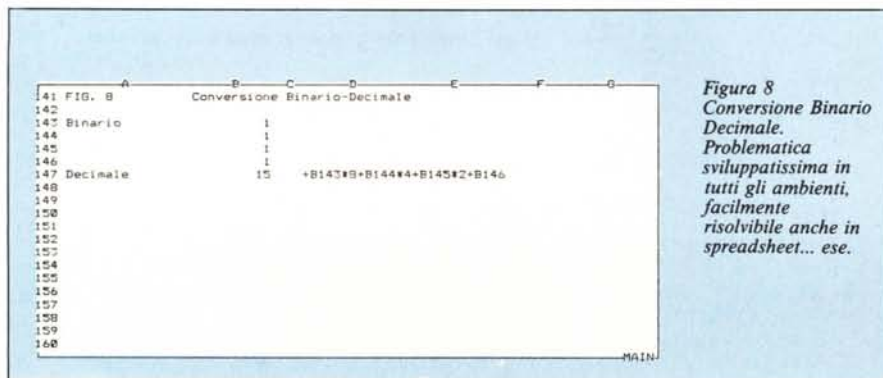 A B C D E F G
141 FIG. 8 Conversione Binario-Decimale
142
143 Binario 1
144 1
145 1
146 1
147 Decimale 15 +B143*8+B144*4+B145*2+B146
148
149
150
151
152
153
154
155
156
157
158
159
160
MAIN
Figura 8
Conversione Binario
Decimale.
Problematica
sviluppatissima in
tutti gli ambienti,
facilmente
risolvibile anche in
spreadsheet... ese.